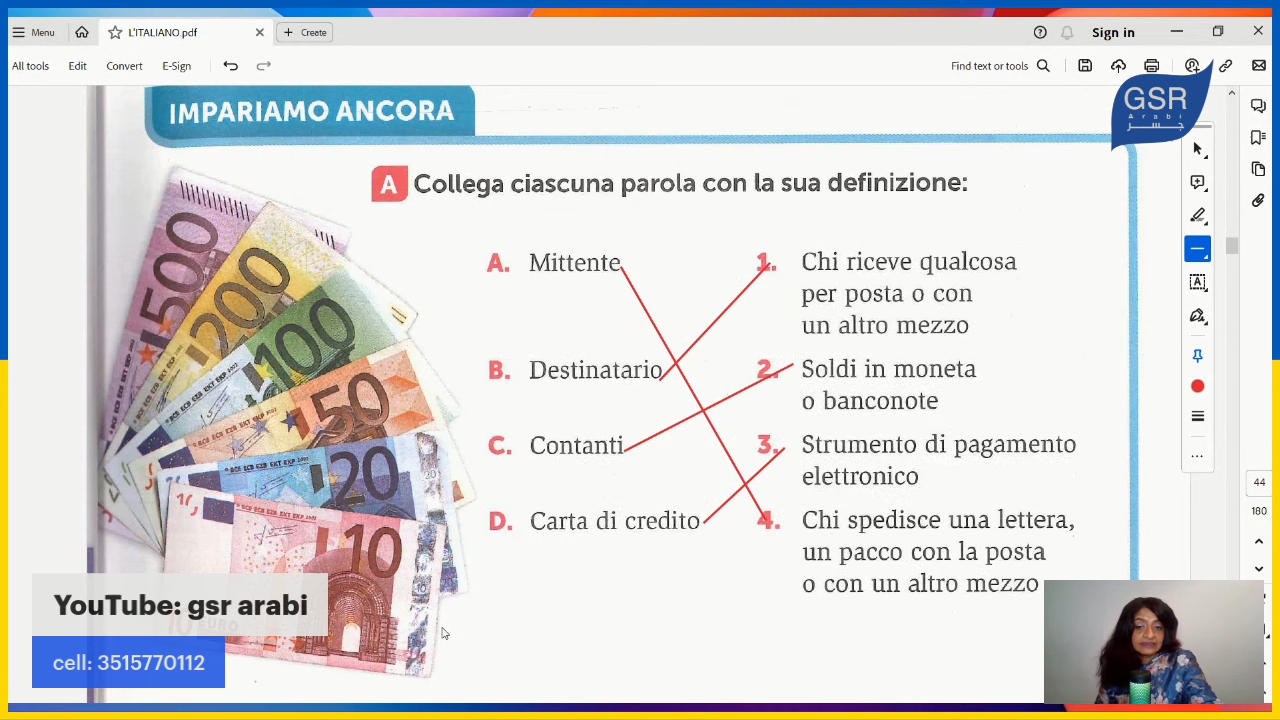 Menu
L'ITALIANO.pdf
Create
Sign in
All tools
Edit
Convert
E-Sign
Find text or tools
GSR
Arabi
جسر
IMPARIAMO ANCORA
A Collega ciascuna parola con la sua definizione:
A. Mittente
B. Destinatario
C. Contanti
D. Carta di credito
1. Chi riceve qualcosa
per posta o con
un altro mezzo
2. Soldi in moneta
o banconote
3. Strumento di pagamento
elettronico
4. Chi spedisce una lettera,
un pacco con la posta
o con un altro mezzo
500
200
100
50
20
10
44
180
YouTube: gsr arabi
cell: 3515770112